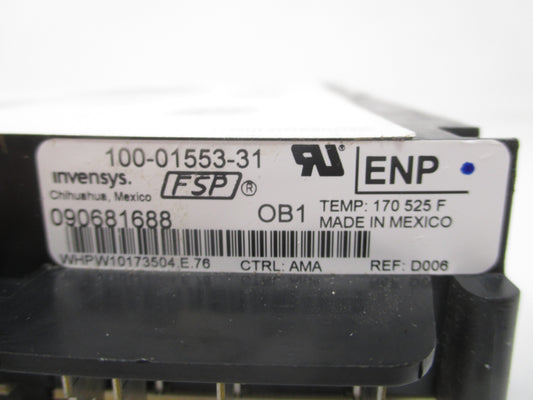 100-01553-31
invensys. FSP® ENP
Chihuahua, Mexico
090681688 OB1 TEMP: 170 525 F
MADE IN MEXICO
WHPW10173504.E.76 CTRL: AMA REF: D006